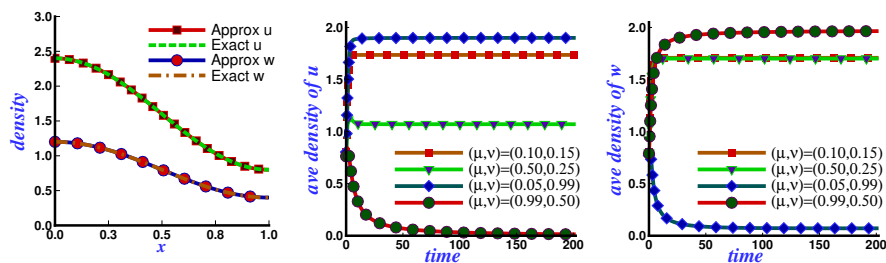 3.0
2.5
2.0
1.5
1.0
0.5
0.0
0.0
0.3
0.5
0.8
1.0
density
x
Approx u
Exact u
Approx w
Exact w
2.0
1.5
1.0
0.5
0.0
0
50
100
150
200
ave density of u
time
(μ,ν)=(0.10,0.15)
(μ,ν)=(0.50,0.25)
(μ,ν)=(0.05,0.99)
(μ,ν)=(0.99,0.50)
2.0
1.5
1.0
0.5
0.0
0
50
100
150
200
ave density of w
time
(μ,ν)=(0.10,0.15)
(μ,ν)=(0.50,0.25)
(μ,ν)=(0.05,0.99)
(μ,ν)=(0.99,0.50)